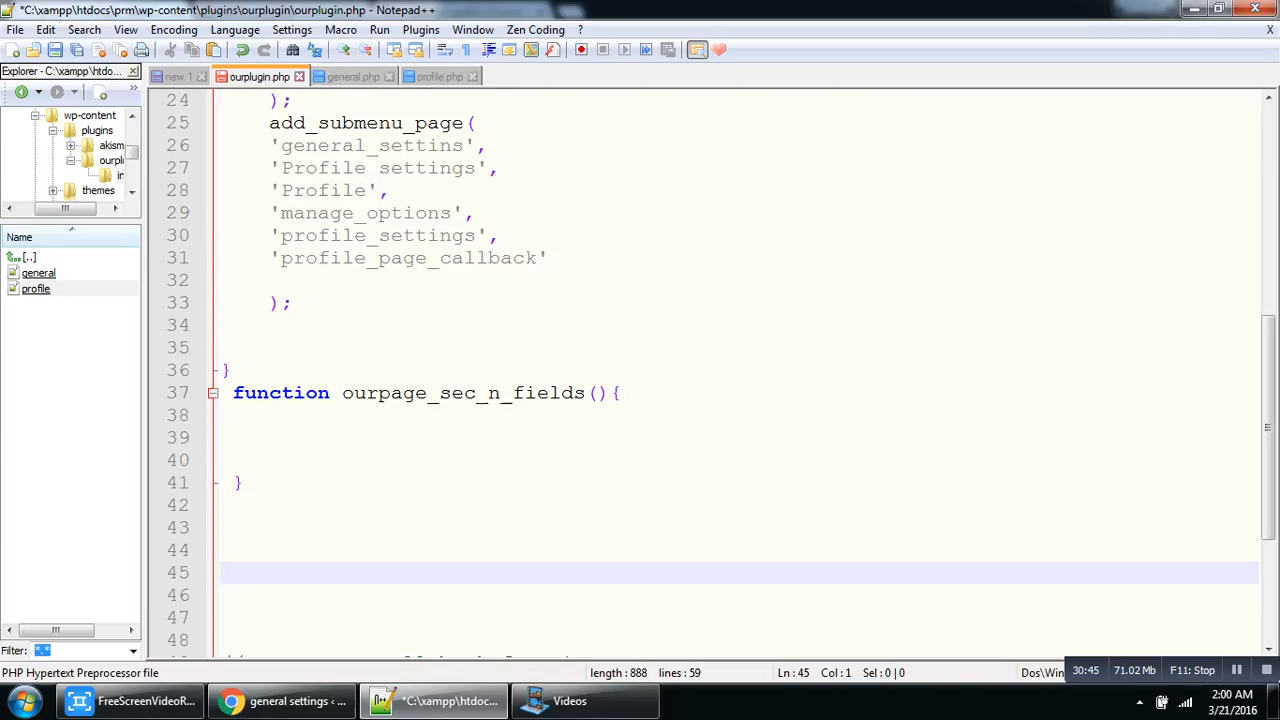 *C:\xampp\htdocs\prm\wp-content\plugins\ourplugin\ourplugin.php - Notepad++
File Edit Search View Encoding Language Settings Macro Run Plugins Window Zen Coding ? X
Explorer - C:\xampp\htdo...
new 1 ourplugin.php general.php profile.php
wp-content
plugins
akism
ourpl
in
themes
Name
[..]
general
profile
Filter: *.*
24 );
25 add_submenu_page(
26 'general_settins',
27 'Profile settings',
28 'Profile',
29 'manage_options',
30 'profile_settings',
31 'profile_page_callback'
32
33 );
34
35
36 }
37 function ourpage_sec_n_fields(){
38
39
40
41 }
42
43
44
45
46
47
48
PHP Hypertext Preprocessor file length : 888 lines : 59 Ln : 45 Col : 1 Sel : 0 | 0 Dos\Win
30:45 71.02 Mb F11: Stop
FreeScreenVideoR... general settings ‹ ... *C:\xampp\htdoc... Videos
2:00 AM
3/21/2016